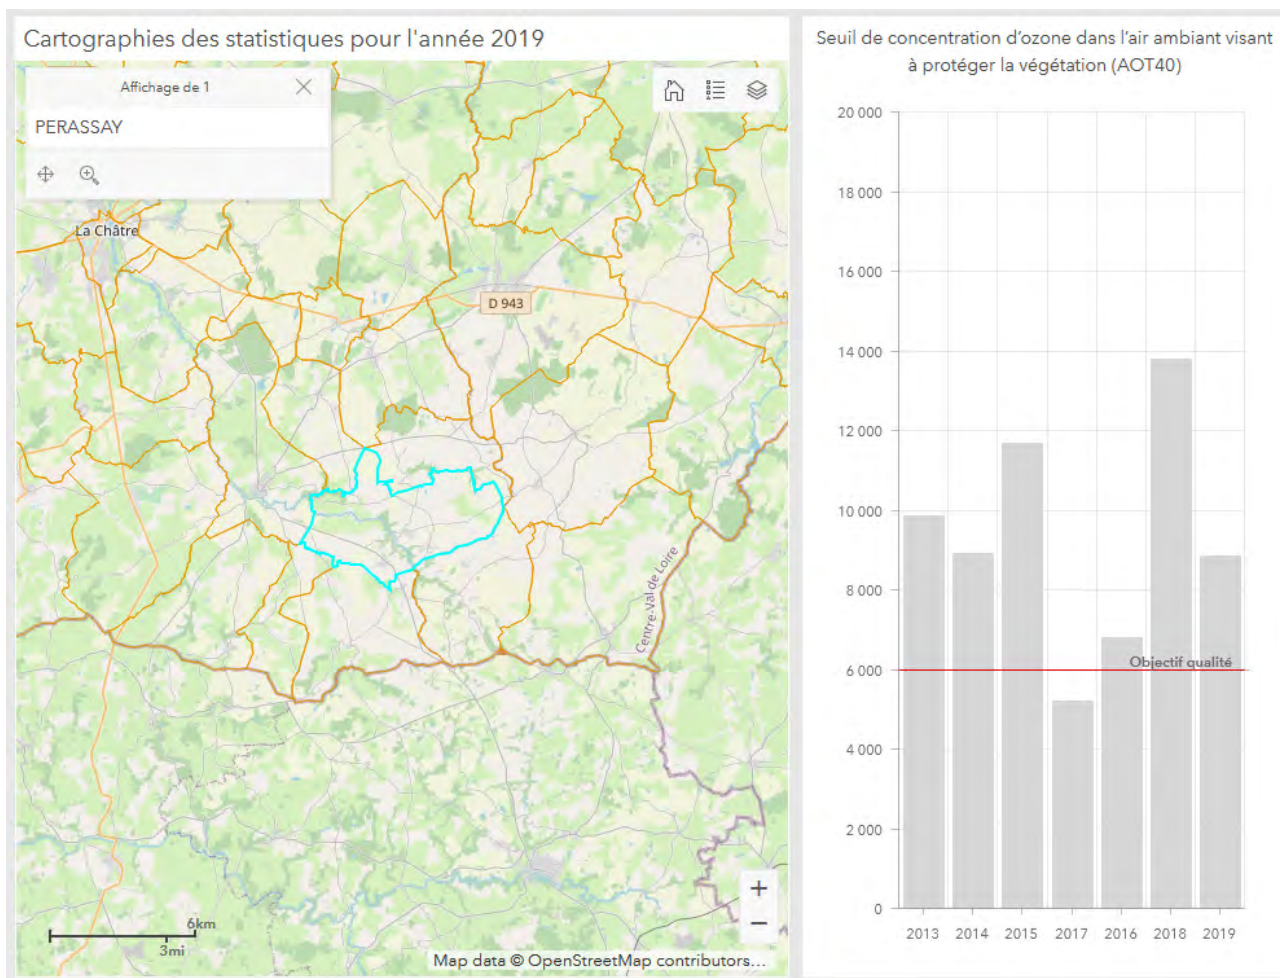 Cartographies des statistiques pour l'année 2019
Affichage de 1
PERASSAY
La Châtre
D 943
Centre-Val de Loire
6km
3mi
+
−
Map data © OpenStreetMap contributors...
Seuil de concentration d’ozone dans l’air ambiant visant
à protéger la végétation (AOT40)
20 000
18 000
16 000
14 000
12 000
10 000
8 000
6 000
4 000
2 000
0
Objectif qualité
2013 2014 2015 2017 2016 2018 2019